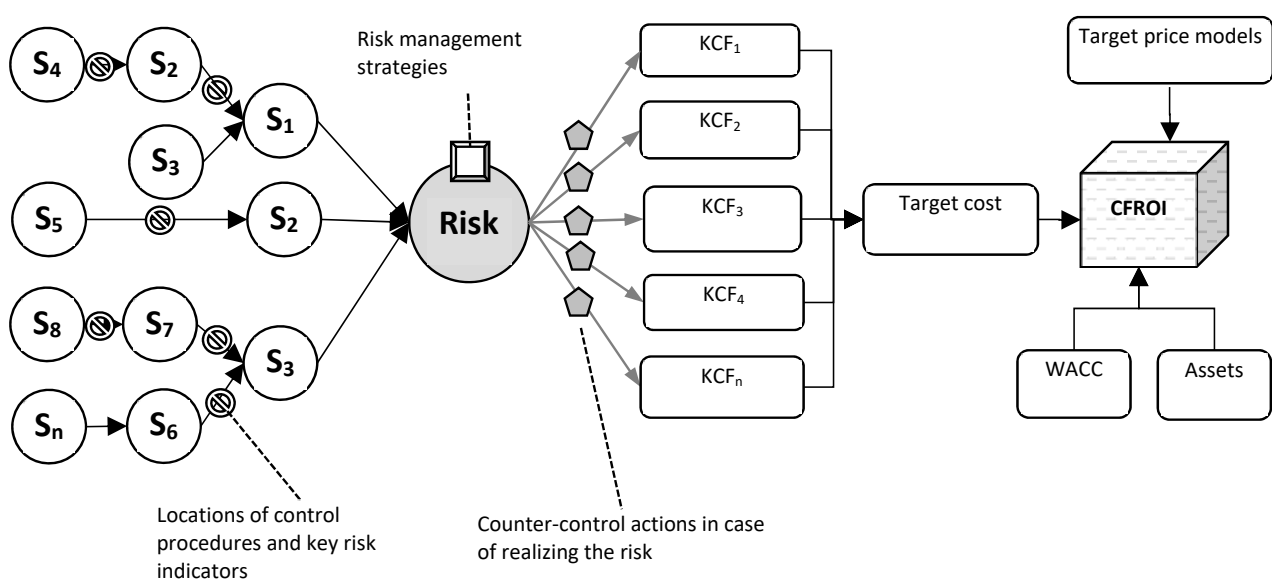 S4
S2
S1
S3
S5
S2
S8
S7
S3
Sn
S6
Locations of control
procedures and key risk
indicators
Risk management
strategies
Risk
Counter-control actions in case
of realizing the risk
KCF1
KCF2
KCF3
KCF4
KCFn
Target cost
Target price models
CFROI
WACC
Assets